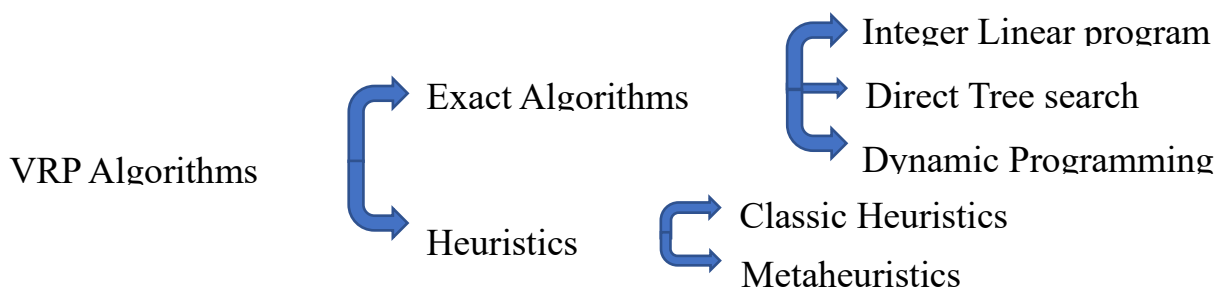 Integer Linear program
Exact Algorithms
Direct Tree search
VRP Algorithms
Dynamic Programming
Classic Heuristics
Heuristics
Metaheuristics